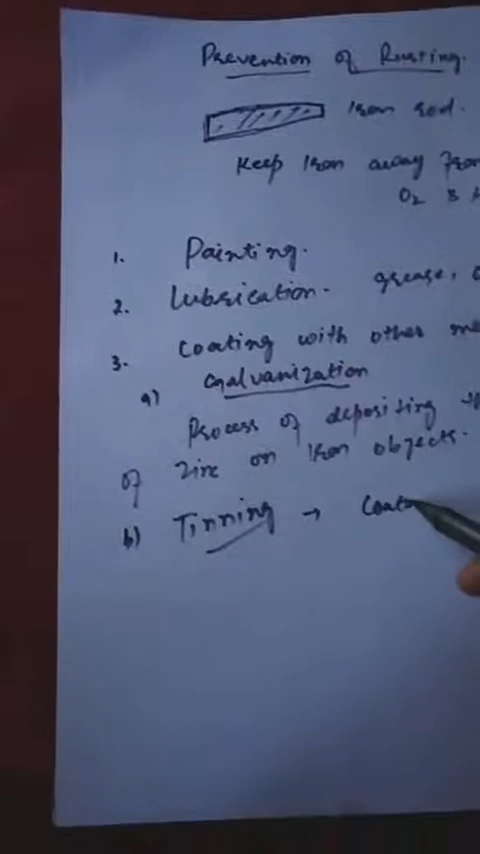 Prevention of Rusting.
Iron rod.
Keep Iron away from
O2 &
1. Painting.
2. Lubrication. grease,
3. Coating with other
a) Galvanization
Process of depositing
of Zinc on Iron objects.
b) Tinning → Coat